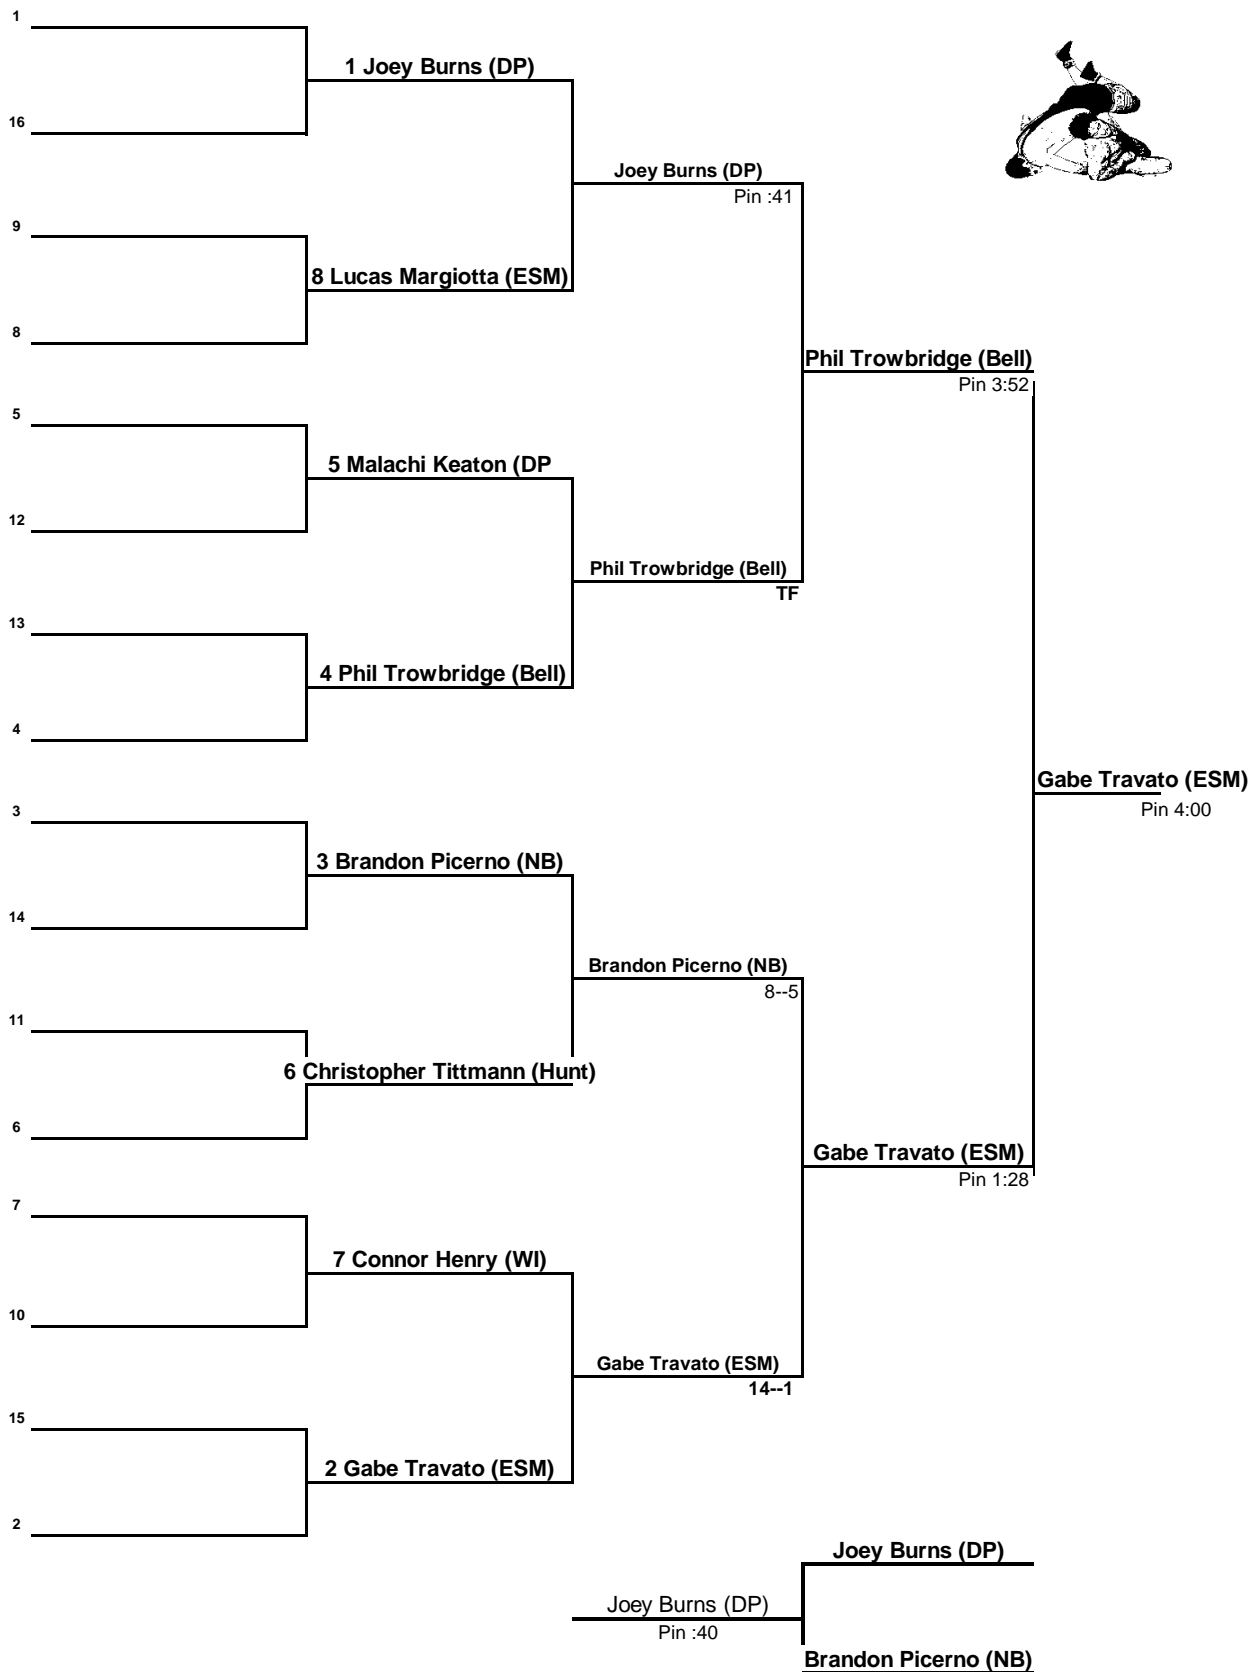 1
1 Joey Burns (DP)
16
Joey Burns (DP)
Pin :41
9
8 Lucas Margiotta (ESM)
8
Phil Trowbridge (Bell)
Pin 3:52
5
5 Malachi Keaton (DP
12
Phil Trowbridge (Bell)
TF
13
4 Phil Trowbridge (Bell)
4
Gabe Travato (ESM)
Pin 4:00
3
3 Brandon Picerno (NB)
14
Brandon Picerno (NB)
8--5
11
6 Christopher Tittmann (Hunt)
6
Gabe Travato (ESM)
Pin 1:28
7
7 Connor Henry (WI)
10
Gabe Travato (ESM)
14--1
15
2 Gabe Travato (ESM)
2
Joey Burns (DP)
Joey Burns (DP)
Pin :40
Brandon Picerno (NB)